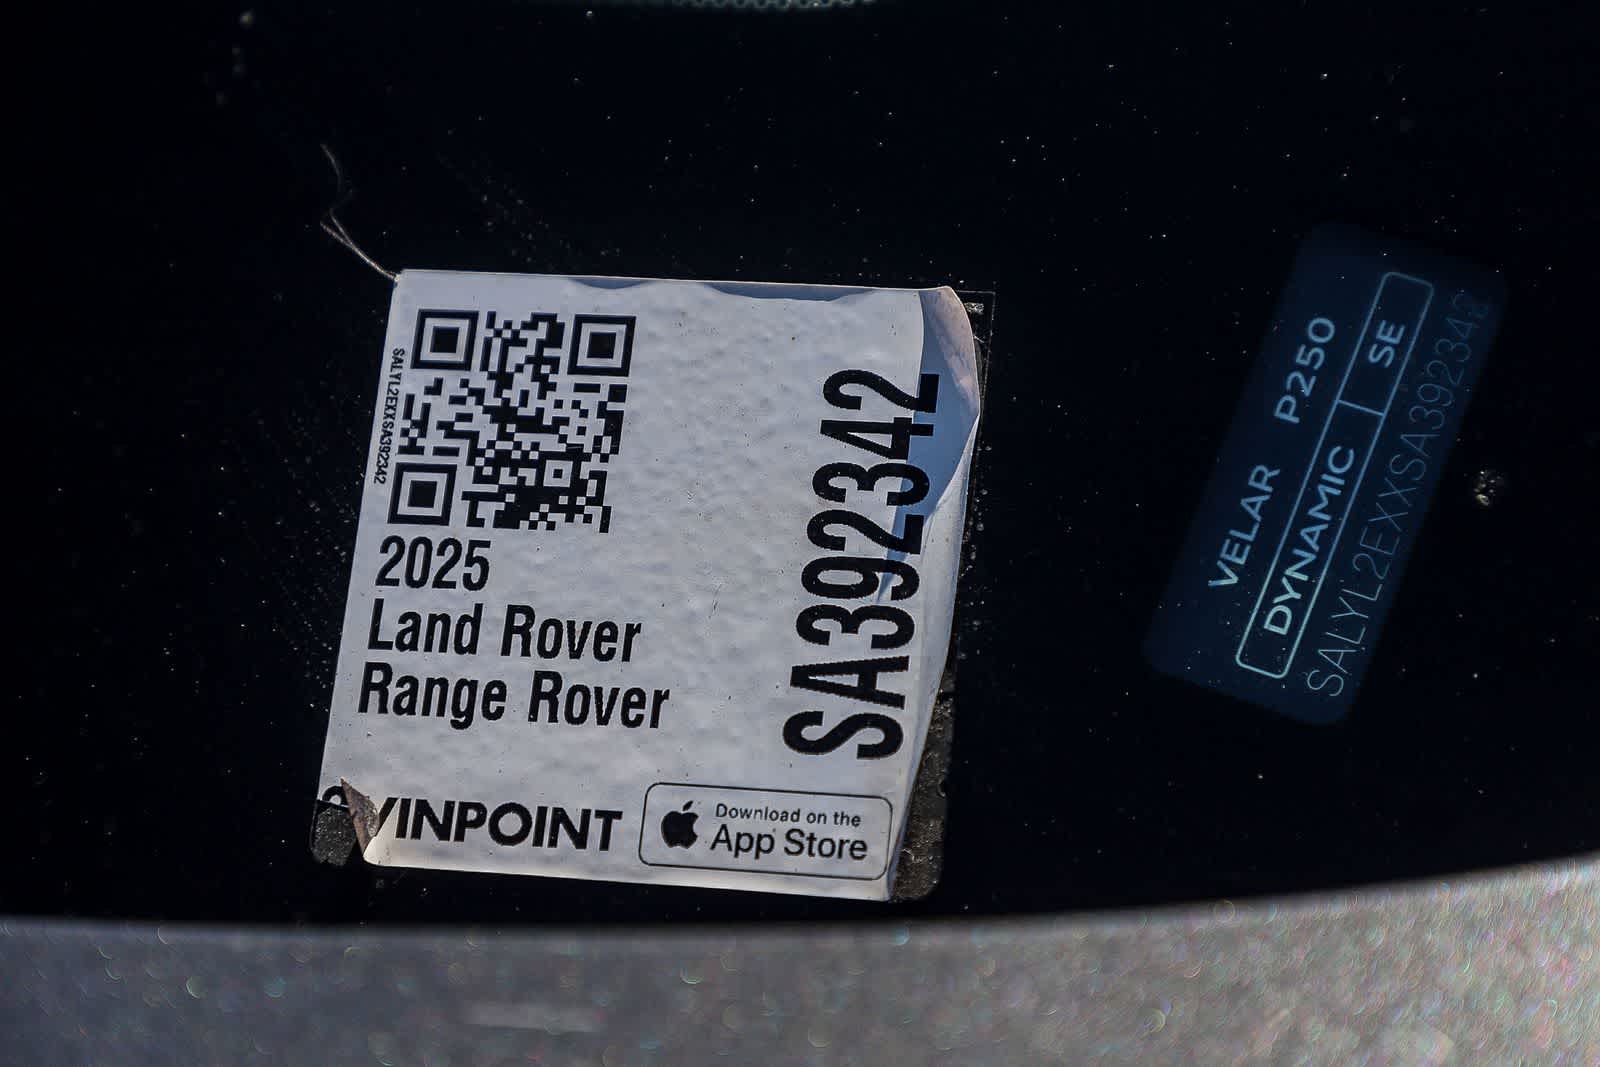 SALYL2EXXSA392342
2025
Land Rover
Range Rover
SA392342
VINPOINT
Download on the
App Store
VELAR P250
DYNAMIC SE
SALYL2EXXSA392342